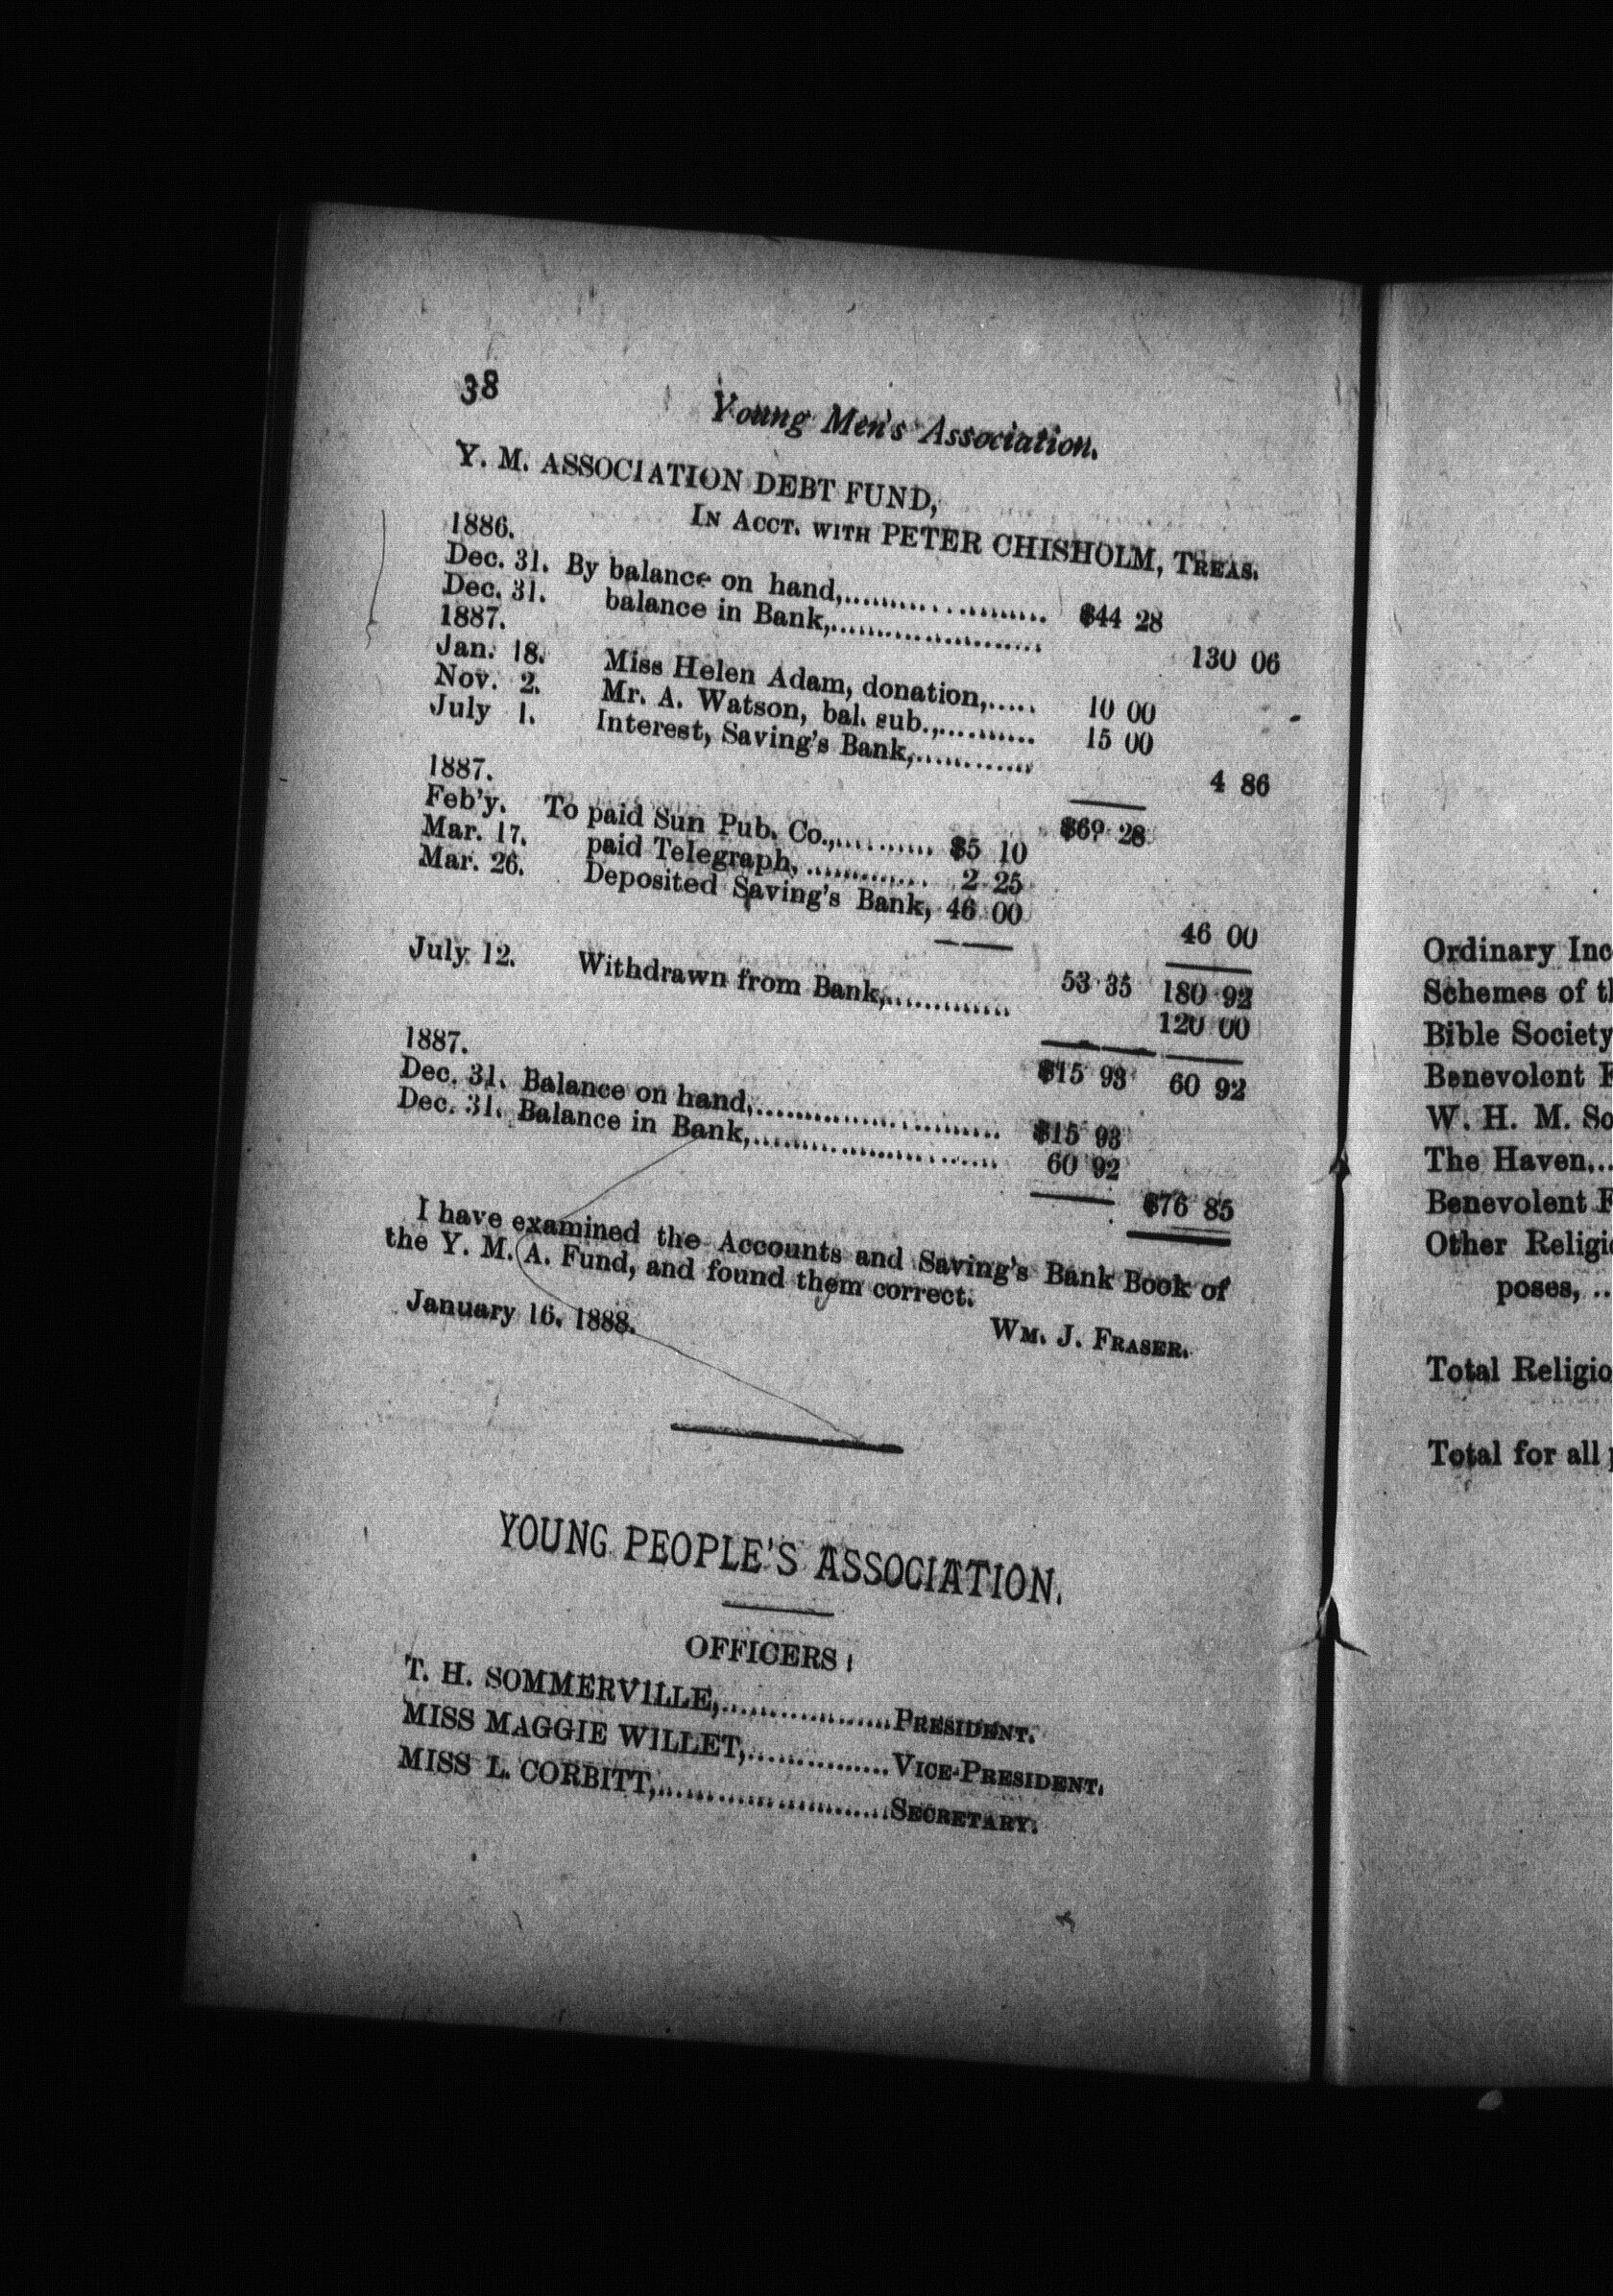 38
Young Men's Association.
Y. M. ASSOCIATION DEBT FUND,
IN ACCT. WITH PETER CHISHOLM, TREAS.
1886.
Dec. 31. By balance on hand,..................... $44 28
Dec. 31. balance in Bank,...................... 130 06
1887.
Jan. 18. Miss Helen Adam, donation,..... 10 00
Nov. 2. Mr. A. Watson, bal. sub.,.......... 15 00
July 1. Interest, Saving's Bank,............ 4 86
$69 28
1887.
Feb'y. To paid Sun Pub. Co.,.......... $5 10
Mar. 17. paid Telegraph, ............. 2 25
Mar. 26. Deposited Saving's Bank, 46 00
46 00
53 35 180 92
July 12. Withdrawn from Bank,............. 120 00
$15 93 60 92
1887.
Dec. 31. Balance on hand,......................... $15 93
Dec. 31. Balance in Bank,......................... 60 92
$76 85
I have examined the Accounts and Saving's Bank Book of
the Y. M. A. Fund, and found them correct.
WM. J. FRASER.
January 16, 1888.
YOUNG PEOPLE'S ASSOCIATION.
OFFICERS:
T. H. SOMMERVILLE,..................PRESIDENT.
MISS MAGGIE WILLET,...............VICE-PRESIDENT.
MISS L. CORBITT,........................SECRETARY.
Ordinary Inc
Schemes of t
Bible Society
Benevolent
W. H. M. So
The Haven,..
Benevolent F
Other Religi
poses, ..
Total Religio
Total for all